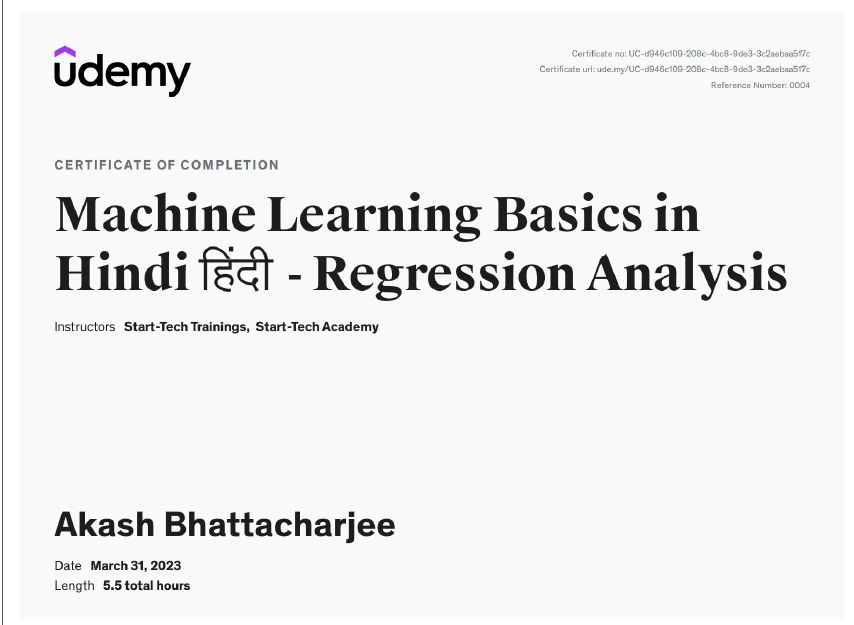 udemy
Certificate no: UC-d946c109-208c-4bc8-9de3-3c2aebaa517c
Certificate url: ude.my/UC-d946c109-208c-4bc8-9de3-3c2aebaa517c
Reference Number: 0004
CERTIFICATE OF COMPLETION
Machine Learning Basics in
Hindi हिंदी - Regression Analysis
Instructors Start-Tech Trainings, Start-Tech Academy
Akash Bhattacharjee
Date March 31, 2023
Length 5.5 total hours